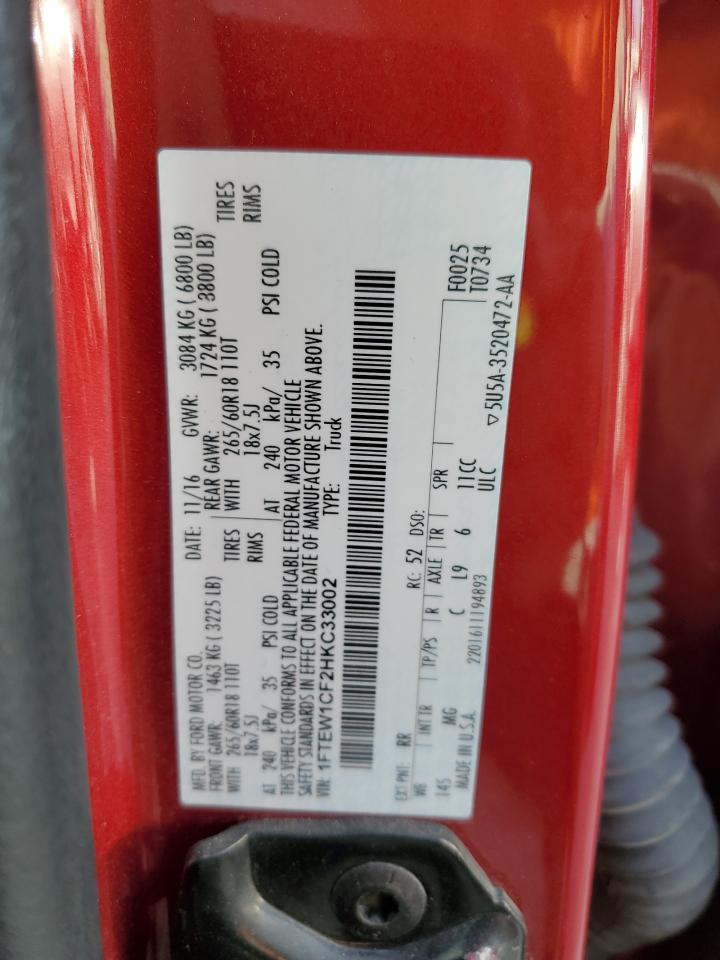 MFD. BY FORD MOTOR CO. DATE: 11/16 GVWR: 3084 KG ( 6800 LB)
FRONT GAWR: 1463 KG ( 3225 LB) REAR GAWR: 1724 KG ( 3800 LB)
WITH 265/60R18 110T TIRES WITH 265/60R18 110T TIRES
18x7.5J RIMS 18x7.5J RIMS
AT 240 kPa/ 35 PSI COLD AT 240 kPa/ 35 PSI COLD
THIS VEHICLE CONFORMS TO ALL APPLICABLE FEDERAL MOTOR VEHICLE
SAFETY STANDARDS IN EFFECT ON THE DATE OF MANUFACTURE SHOWN ABOVE.
VIN: 1FTEW1CF2HKC33002 TYPE: Truck
EXT PNT: RR RC: 52 DSO:
WB INT TR TP/PS R AXLE TR SPR F0025
145 MG C L9 6 11CC T0734
MADE IN U.S.A. 2201611194893 ULC
▽5U5A-3520472-AA